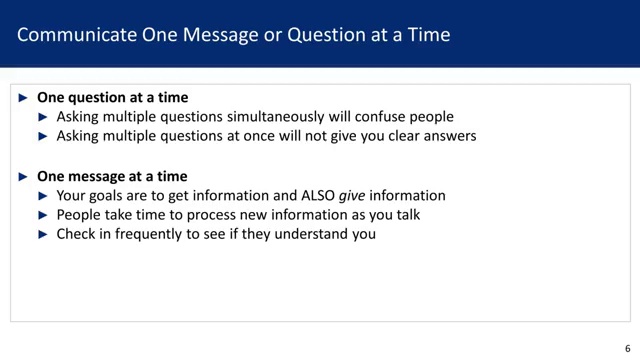 Communicate One Message or Question at a Time
► One question at a time
► Asking multiple questions simultaneously will confuse people
► Asking multiple questions at once will not give you clear answers
► One message at a time
► Your goals are to get information and ALSO give information
► People take time to process new information as you talk
► Check in frequently to see if they understand you
6